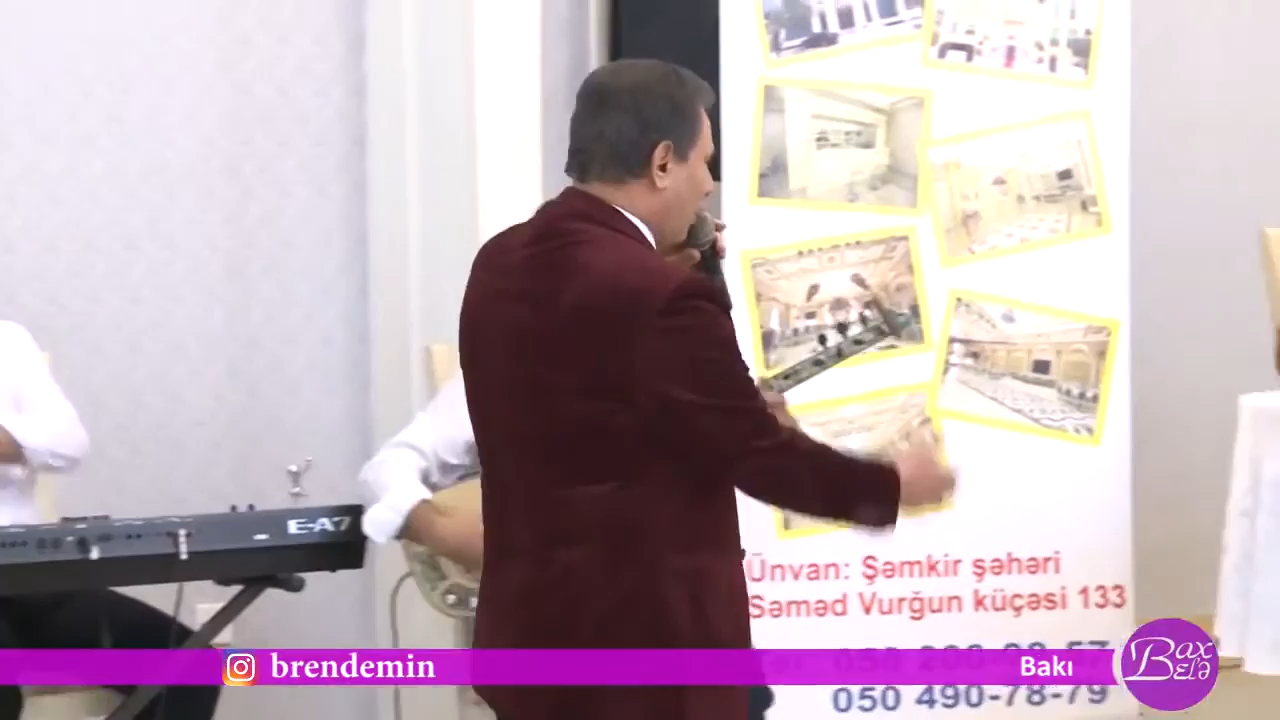 E-A7
Ünvan: Şəmkir şəhəri
Səməd Vurğun küçəsi 133
050 490-78-79
brendemin
Bakı
Bax
Belə